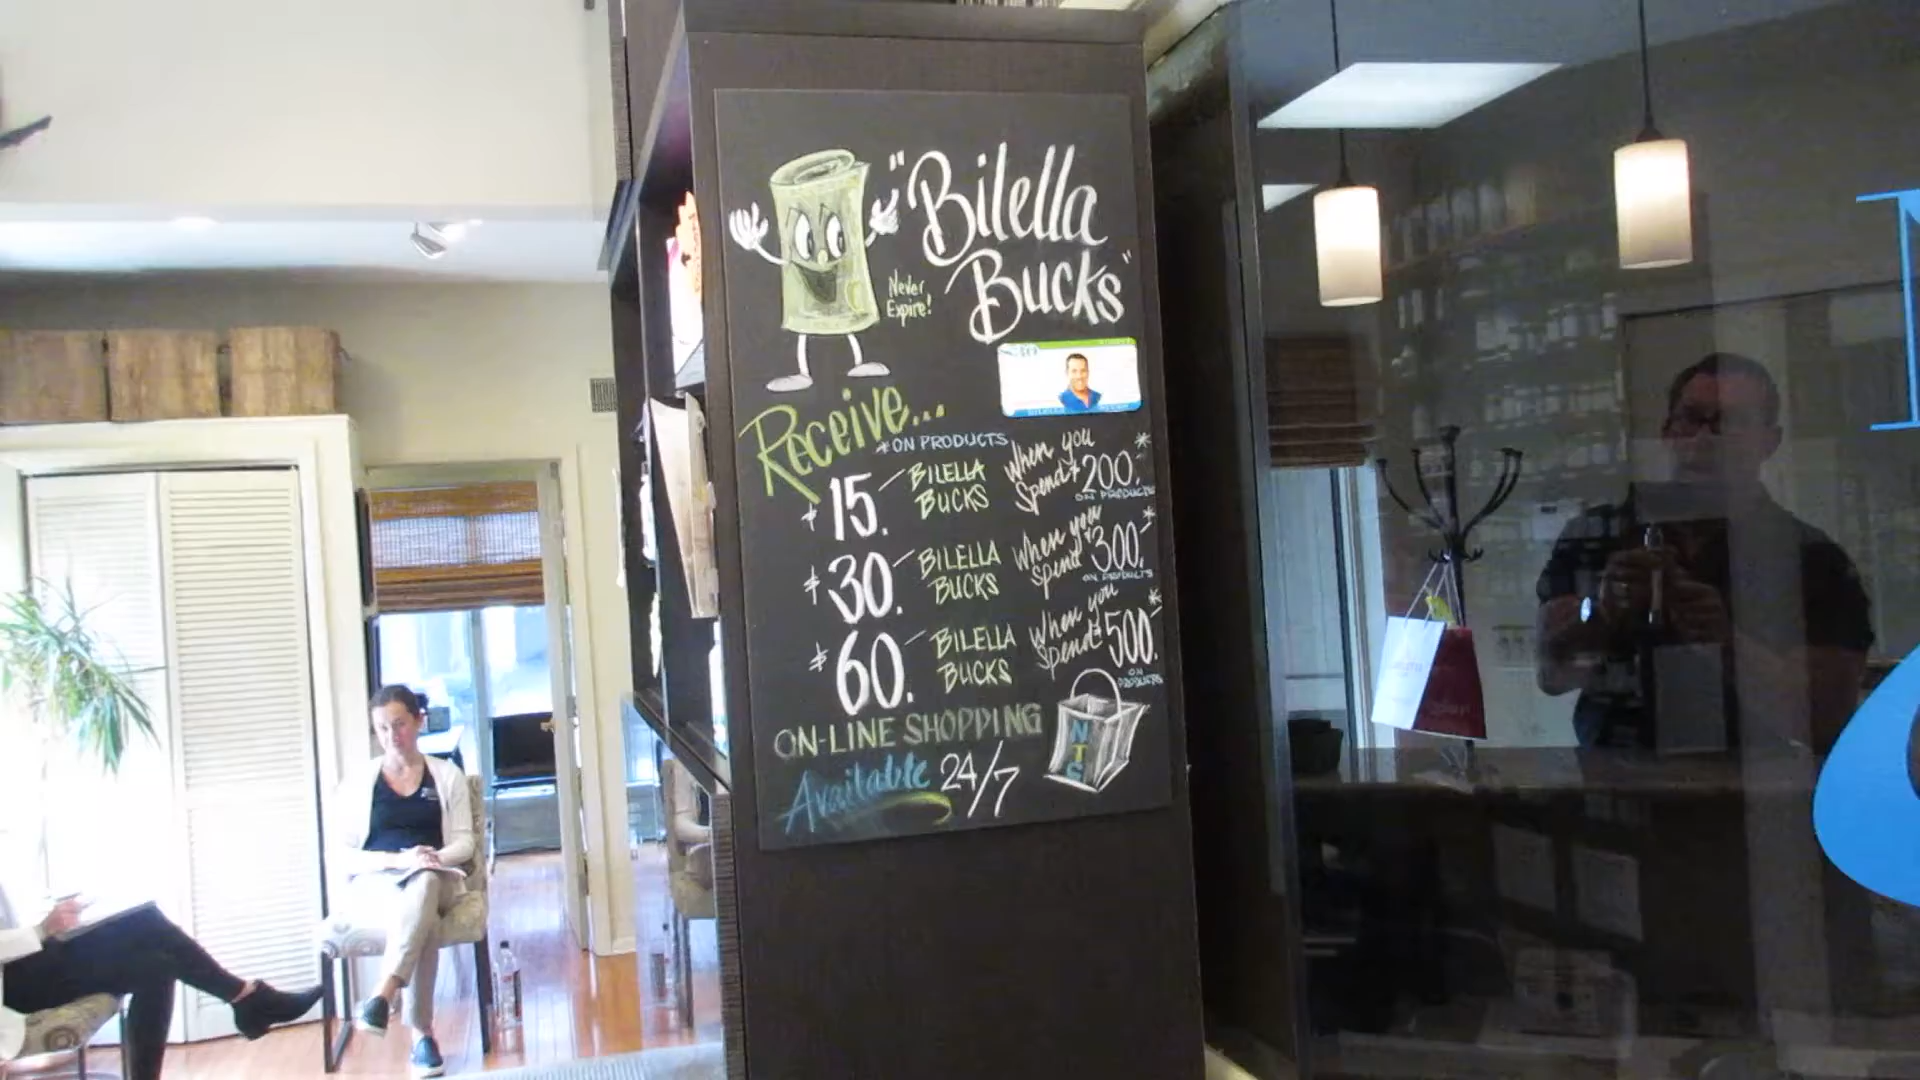 "Bilella
Bucks"
Never
Expire!
Receive...
*ON PRODUCTS
$15. BILELLA
BUCKS
When you
Spend $200.*
ON PRODUCTS
$30. BILELLA
BUCKS
When you
Spend $300.*
ON PRODUCTS
$60. BILELLA
BUCKS
When you
Spend $500.*
ON
PRODUCTS
ON-LINE SHOPPING
Available 24/7
NTC